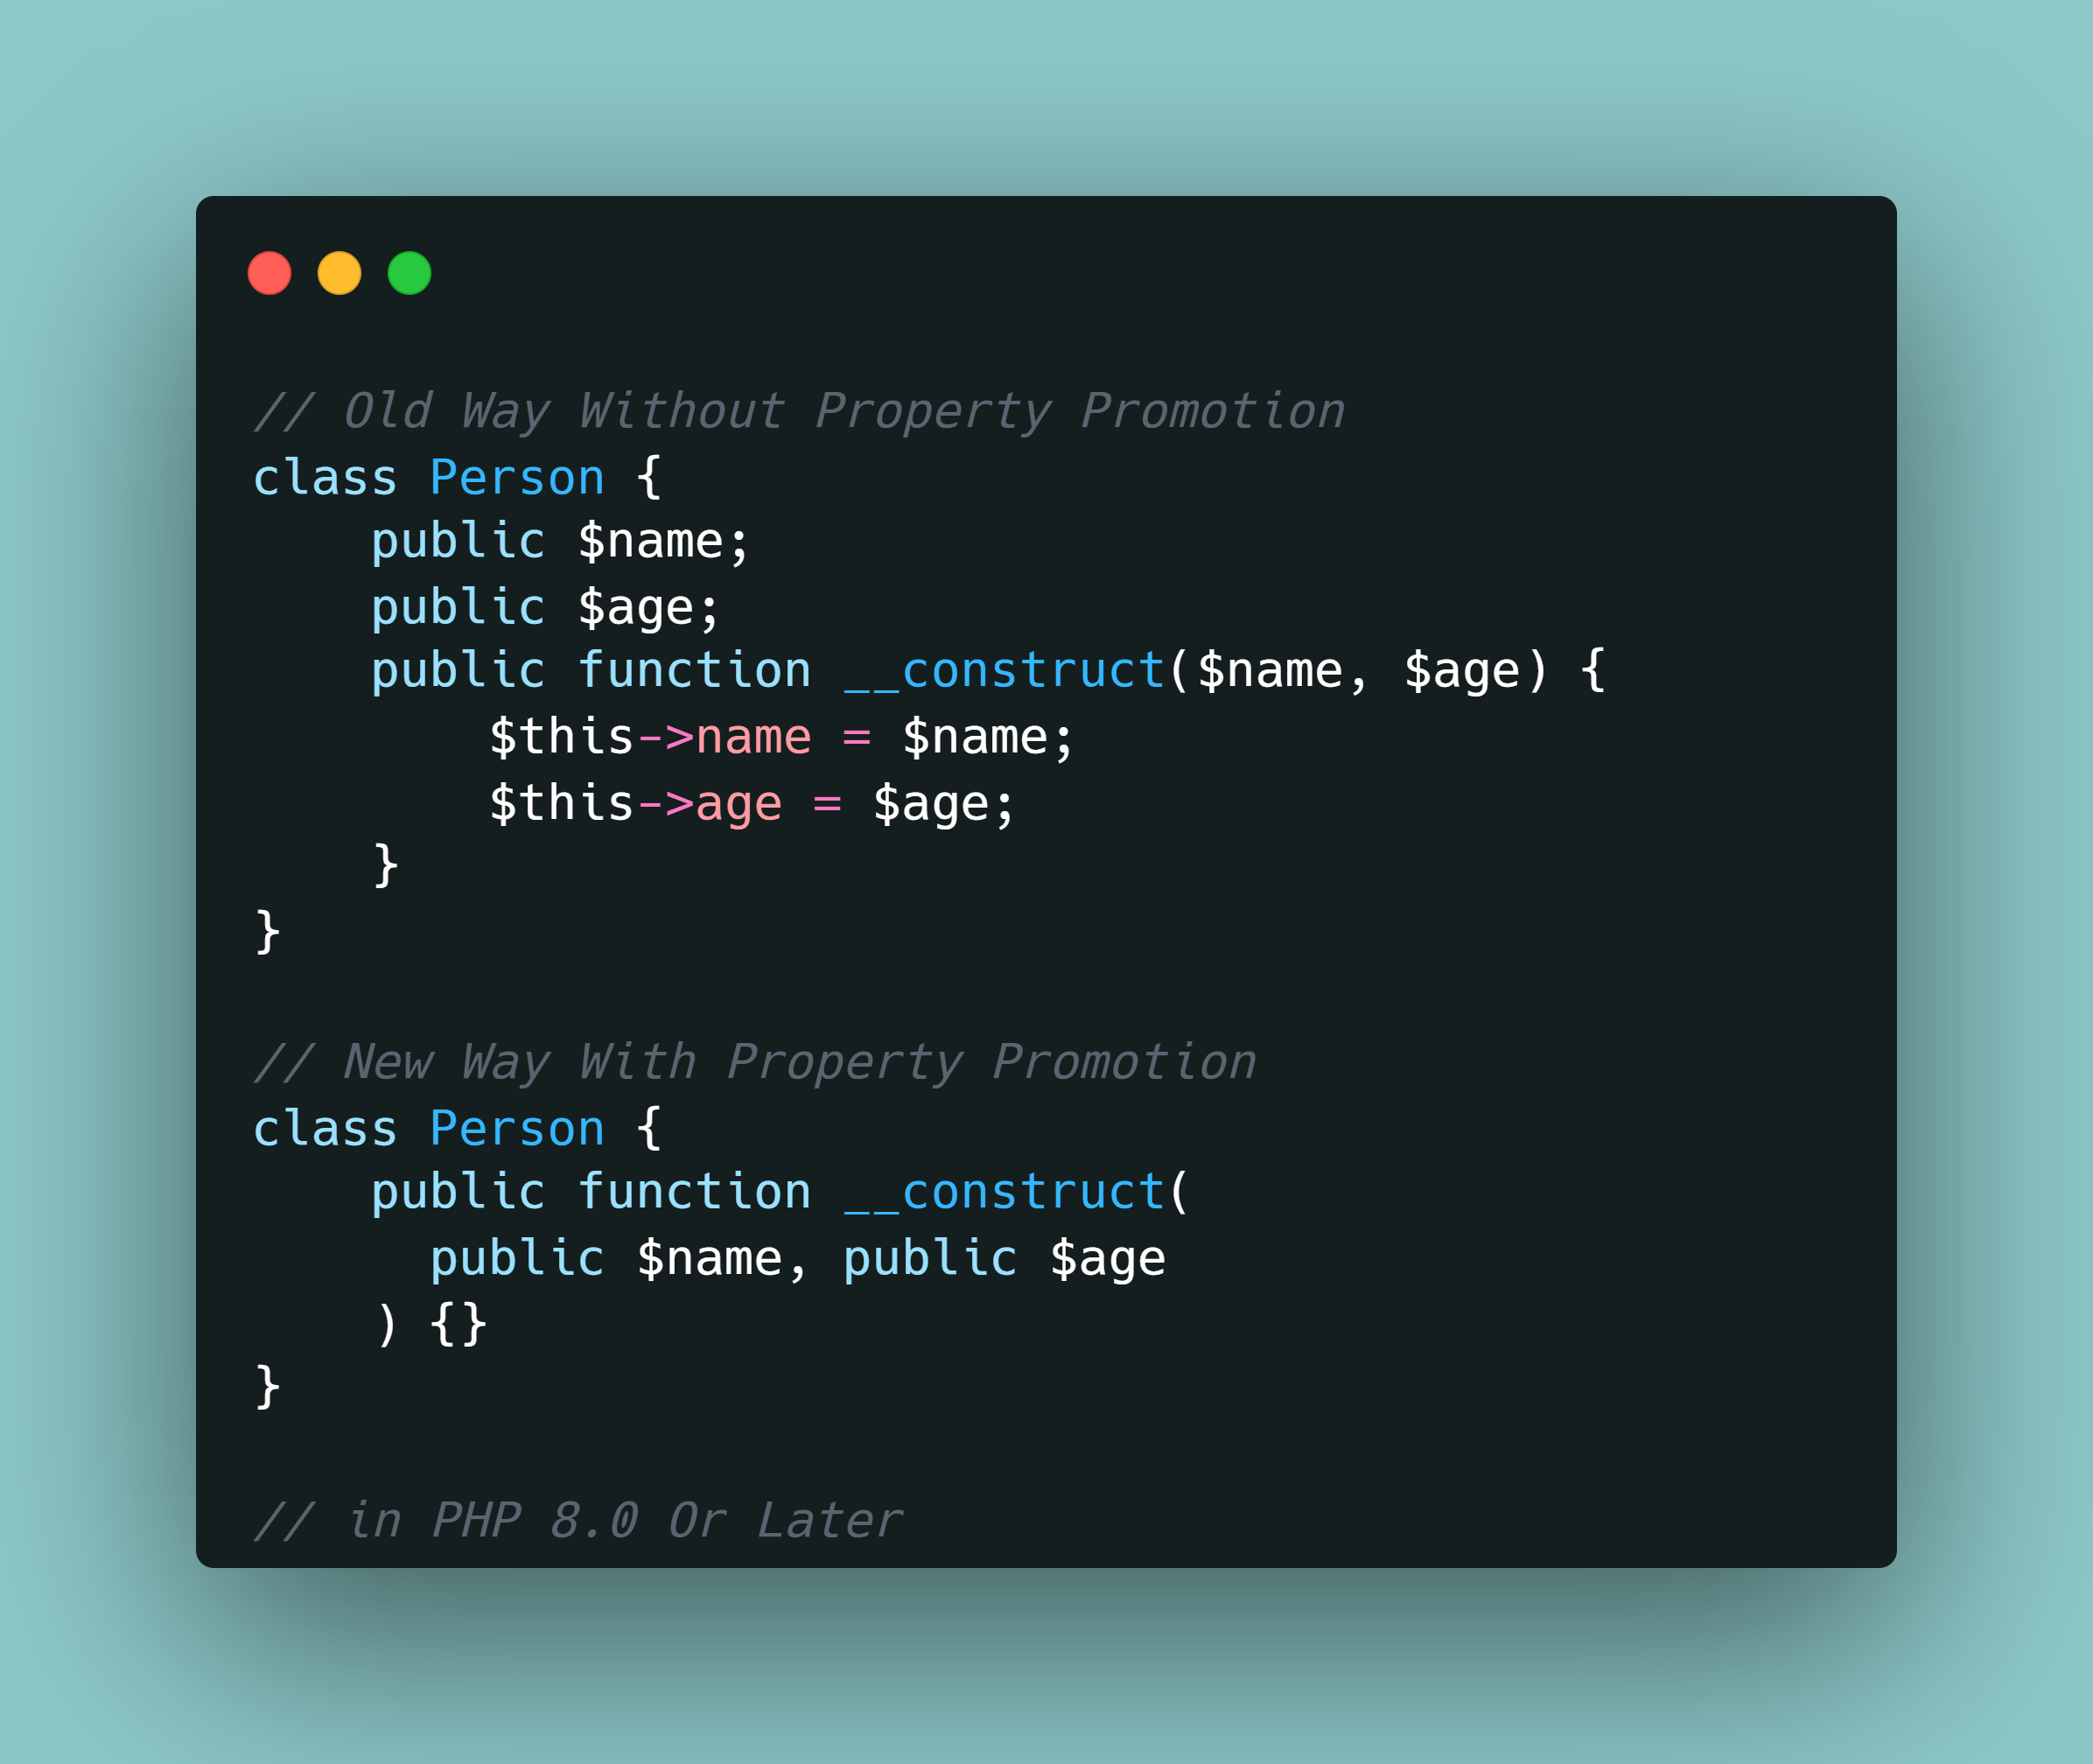 // Old Way Without Property Promotion
class Person {
    public $name;
    public $age;
    public function __construct($name, $age) {
        $this->name = $name;
        $this->age = $age;
    }
}

// New Way With Property Promotion
class Person {
    public function __construct(
      public $name, public $age
    ) {}
}

// in PHP 8.0 Or Later